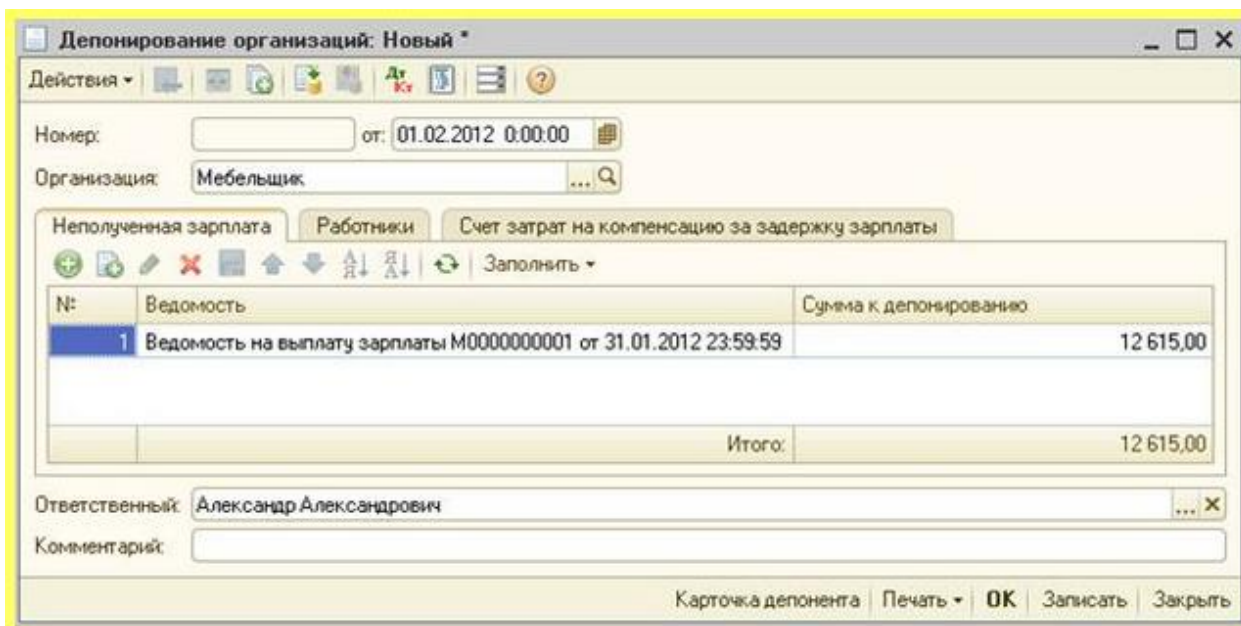 Депонирование организаций: Новый *
Действия Дт Кт
Номер: от: 01.02.2012 0:00:00
Организация: Мебельщик ...
Неполученная зарплата Работники Счет затрат на компенсацию за задержку зарплаты
Заполнить
№ Ведомость Сумма к депонированию
1 Ведомость на выплату зарплаты М0000000001 от 31.01.2012 23:59:59 12 615,00
Итого: 12 615,00
Ответственный: Александр Александрович ...
Комментарий:
Карточка депонента Печать OK Записать Закрыть